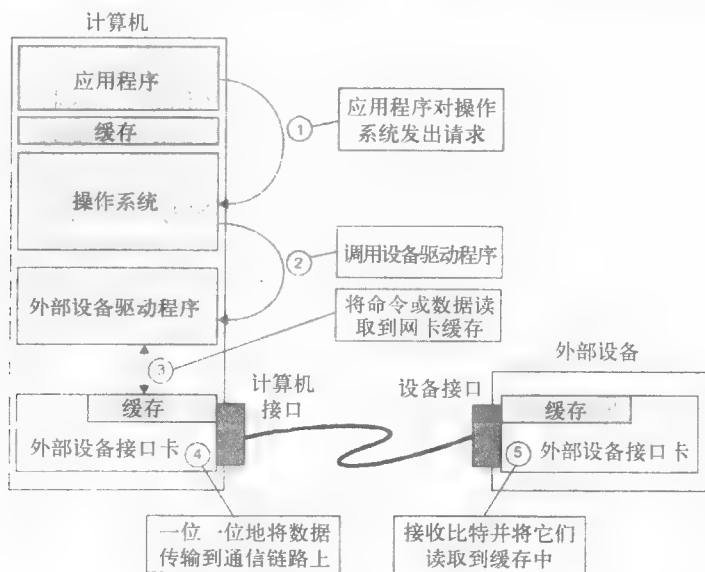 计算机
应用程序
缓存
操作系统
外部设备驱动程序
缓存
外部设备接口卡
①
应用程序对操作
系统发出请求
②
调用设备驱动程序
③
将命令或数据读
取到网卡缓存
计算机
接口
④
一位一位地将数据
传输到通信链路上
外部设备
设备接口
缓存
⑤
外部设备接口卡
接收比特并将它们
读取到缓存中